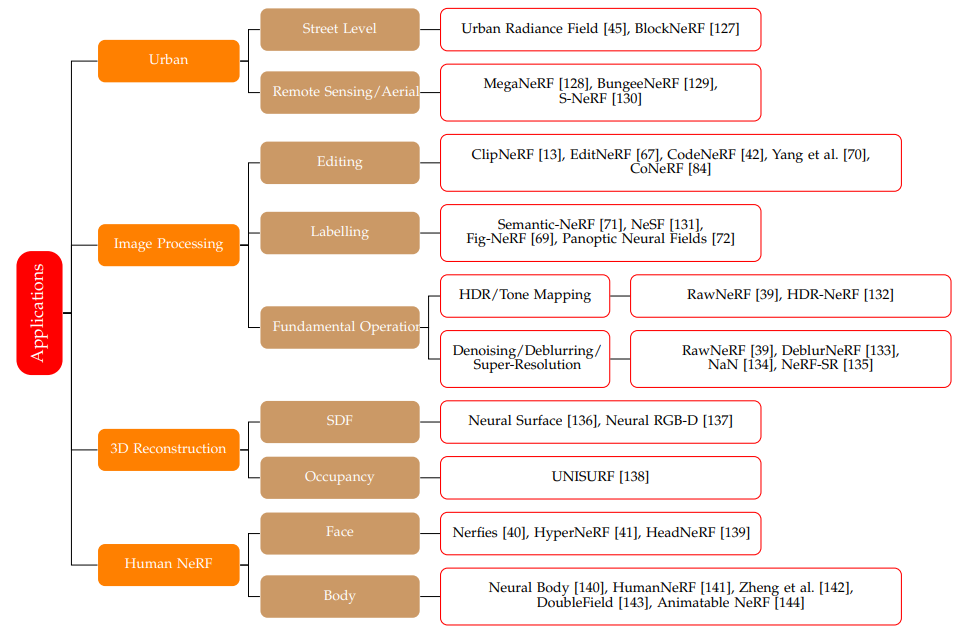 Applications
Urban
Street Level
Urban Radiance Field [45], BlockNeRF [127]
Remote Sensing/Aerial
MegaNeRF [128], BungeeNeRF [129],
S-NeRF [130]
Image Processing
Editing
ClipNeRF [13], EditNeRF [67], CodeNeRF [42], Yang et al. [70],
CoNeRF [84]
Labelling
Semantic-NeRF [71], NeSF [131],
Fig-NeRF [69], Panoptic Neural Fields [72]
Fundamental Operation
HDR/Tone Mapping
RawNeRF [39], HDR-NeRF [132]
Denoising/Deblurring/
Super-Resolution
RawNeRF [39], DeblurNeRF [133],
NaN [134], NeRF-SR [135]
3D Reconstruction
SDF
Neural Surface [136], Neural RGB-D [137]
Occupancy
UNISURF [138]
Human NeRF
Face
Nerfies [40], HyperNeRF [41], HeadNeRF [139]
Body
Neural Body [140], HumanNeRF [141], Zheng et al. [142],
DoubleField [143], Animatable NeRF [144]